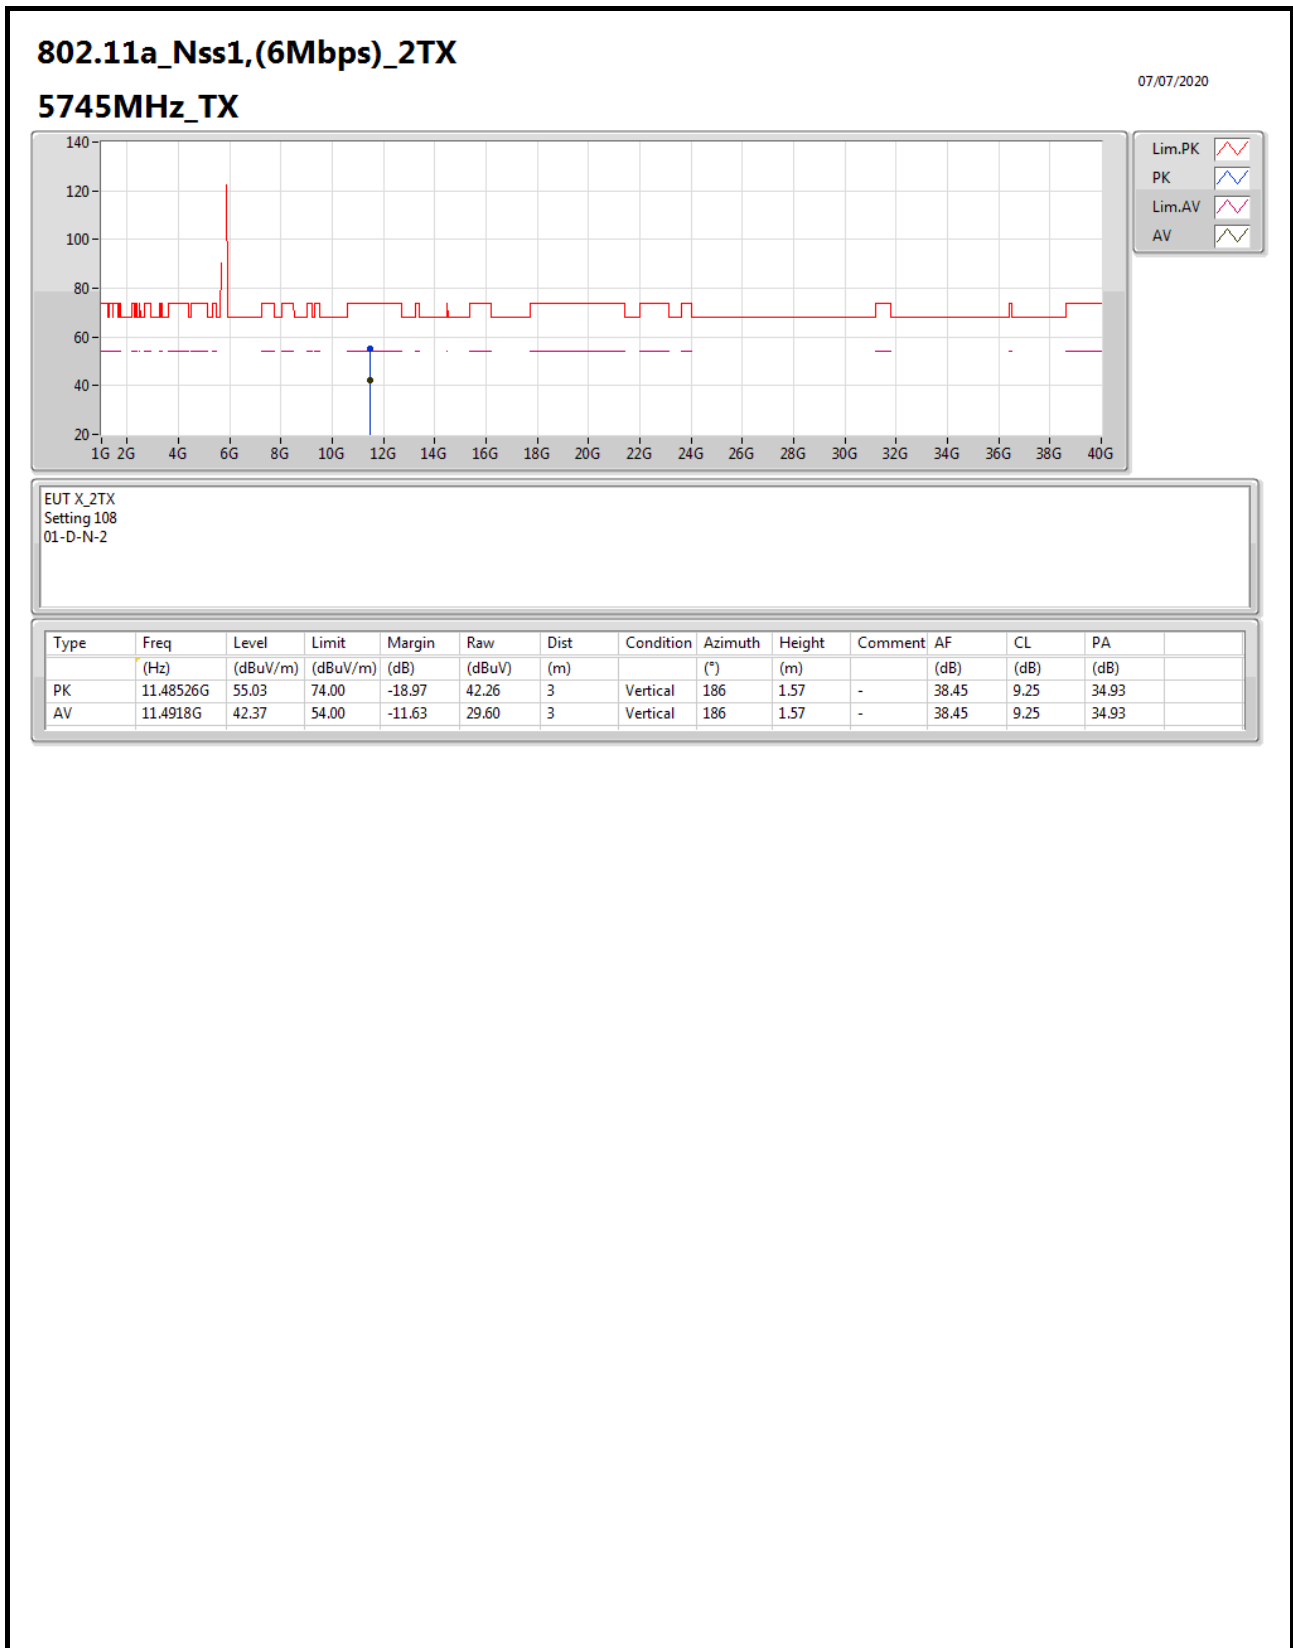 802.11a_Nss1,(6Mbps)_2TX
07/07/2020
5745MHz_TX
140
120
100
80
60
40
20
1G 2G 4G 6G 8G 10G 12G 14G 16G 18G 20G 22G 24G 26G 28G 30G 32G 34G 36G 38G 40G
Lim.PK
PK
Lim.AV
AV
EUT X_2TX
Setting 108
01-D-N-2
Type Freq Level Limit Margin Raw Dist Condition Azimuth Height Comment AF CL PA
(Hz) (dBuV/m) (dBuV/m) (dB) (dBuV) (m) (°) (m) (dB) (dB) (dB)
PK 11.48526G 55.03 74.00 -18.97 42.26 3 Vertical 186 1.57 - 38.45 9.25 34.93
AV 11.4918G 42.37 54.00 -11.63 29.60 3 Vertical 186 1.57 - 38.45 9.25 34.93